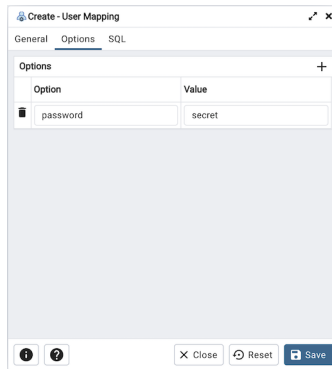 Create - User Mapping
General Options SQL
Options
Option Value
password secret
Close Reset Save